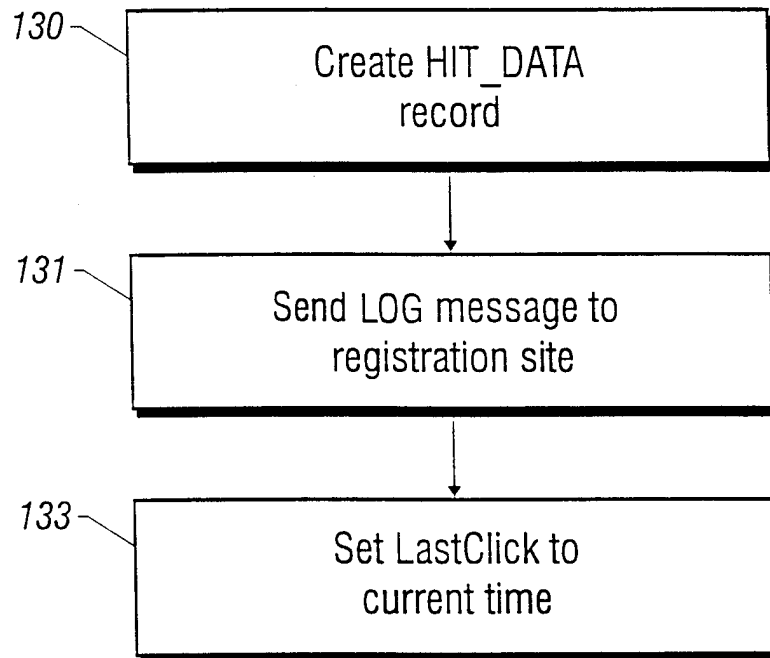 130
Create HIT_DATA
record
131
Send LOG message to
registration site
133
Set LastClick to
current time